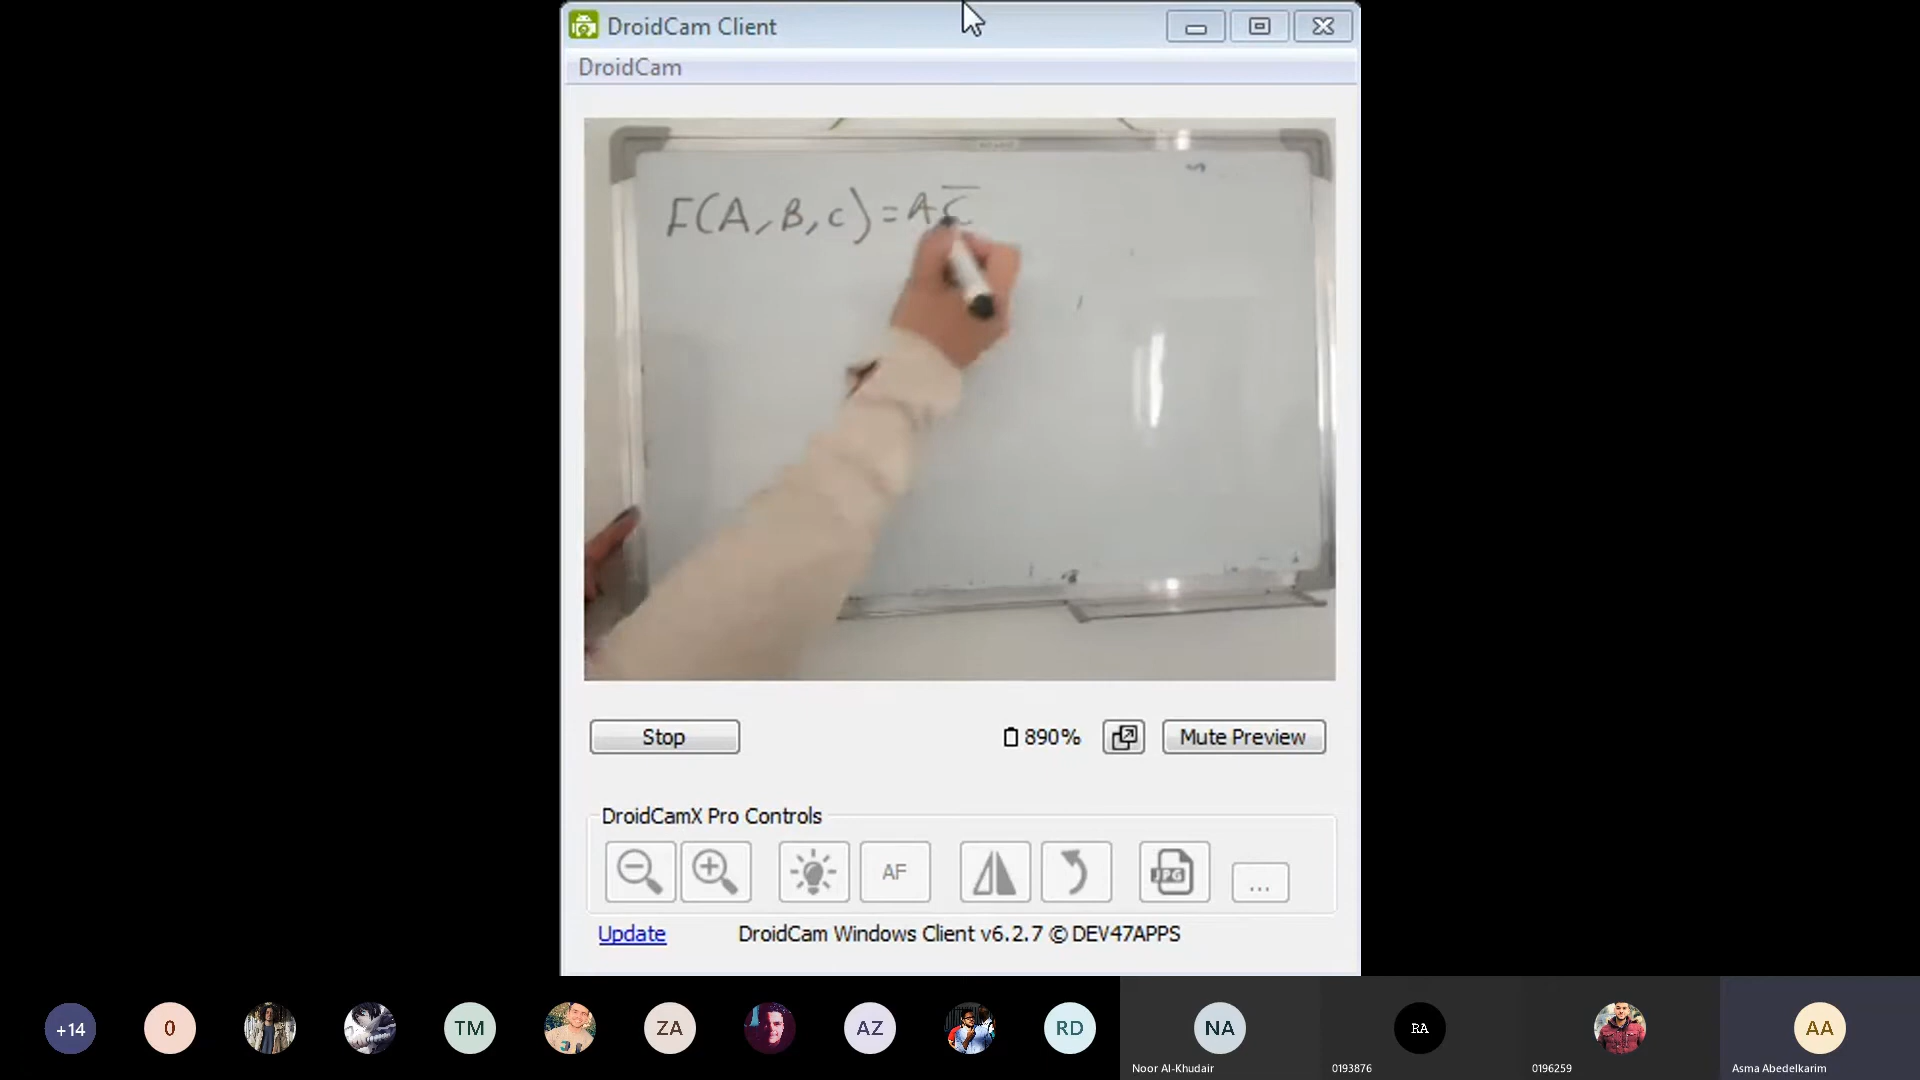 DroidCam Client
DroidCam
F(A,B,C)=AC̅
Stop
890%
Mute Preview
DroidCamX Pro Controls
AF
JPG
...
Update
DroidCam Windows Client v6.2.7 © DEV47APPS
+14
0
TM
ZA
AZ
RD
NA
RA
AA
Noor Al-Khudair
0193876
0196259
Asma Abedelkarim